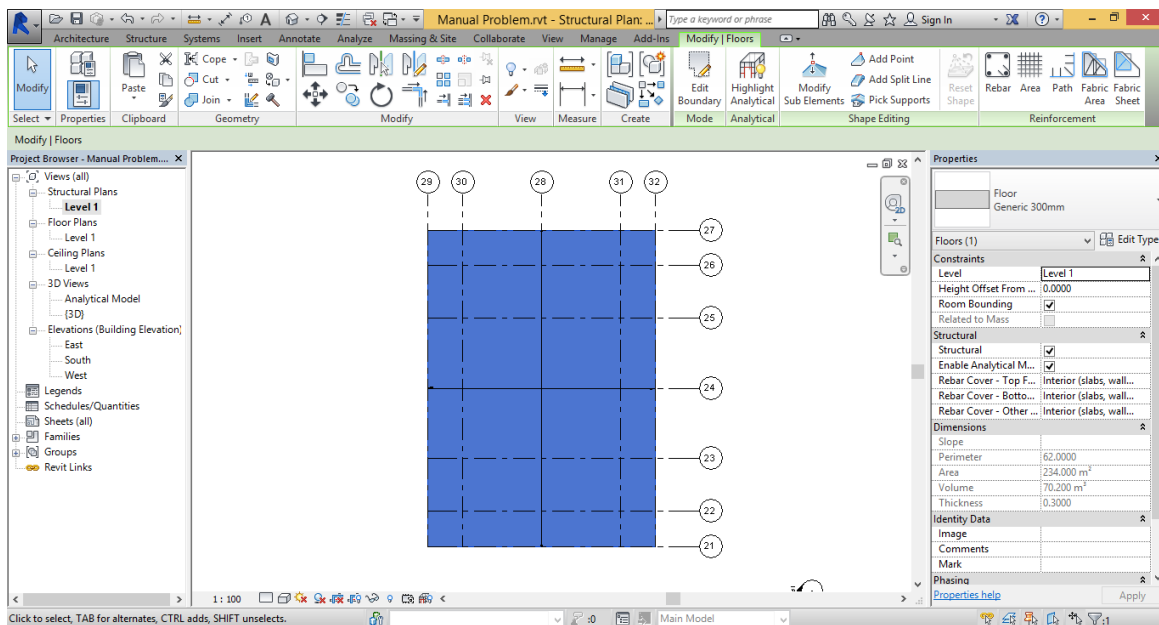 Manual Problem.rvt - Structural Plan: ...
Type a keyword or phrase
Sign In
Architecture Structure Systems Insert Annotate Analyze Massing & Site Collaborate View Manage Add-Ins Modify | Floors
Modify
Paste
Cope
Cut
Join
Edit Boundary
Highlight Analytical
Modify Sub Elements
Add Point
Add Split Line
Pick Supports
Reset Shape
Rebar Area Path Fabric Area Fabric Sheet
Select Properties Clipboard Geometry Modify View Measure Create Mode Analytical Shape Editing Reinforcement
Modify | Floors
Project Browser - Manual Problem....
Views (all)
Structural Plans
Level 1
Floor Plans
Level 1
Ceiling Plans
Level 1
3D Views
Analytical Model
{3D}
Elevations (Building Elevation)
East
South
West
Legends
Schedules/Quantities
Sheets (all)
Families
Groups
Revit Links
29 30 28 31 32
27
26
25
24
23
22
21
2D
1 : 100
Properties
Floor
Generic 300mm
Floors (1)
Edit Type
Constraints
Level Level 1
Height Offset From ... 0.0000
Room Bounding
Related to Mass
Structural
Structural
Enable Analytical M...
Rebar Cover - Top F... Interior (slabs, wall...
Rebar Cover - Botto... Interior (slabs, wall...
Rebar Cover - Other ... Interior (slabs, wall...
Dimensions
Slope
Perimeter 62.0000
Area 234.000 m²
Volume 70.200 m³
Thickness 0.3000
Identity Data
Image
Comments
Mark
Phasing
Properties help
Apply
Click to select, TAB for alternates, CTRL adds, SHIFT unselects.
:0
Main Model
:1